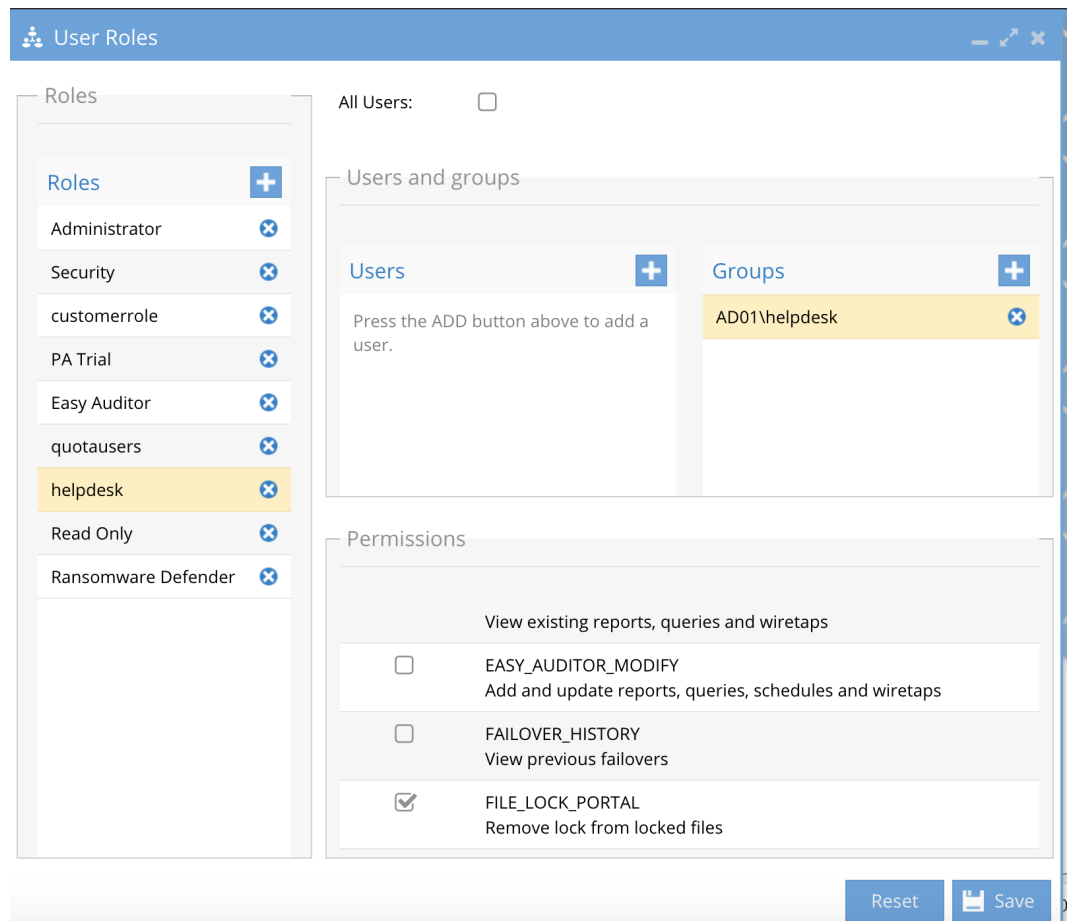 User Roles
Roles
Roles
Administrator
Security
customerrole
PA Trial
Easy Auditor
quotausers
helpdesk
Read Only
Ransomware Defender
All Users:
Users and groups
Users
Press the ADD button above to add a
user.
Groups
AD01\helpdesk
Permissions
View existing reports, queries and wiretaps
EASY_AUDITOR_MODIFY
Add and update reports, queries, schedules and wiretaps
FAILOVER_HISTORY
View previous failovers
FILE_LOCK_PORTAL
Remove lock from locked files
Reset
Save